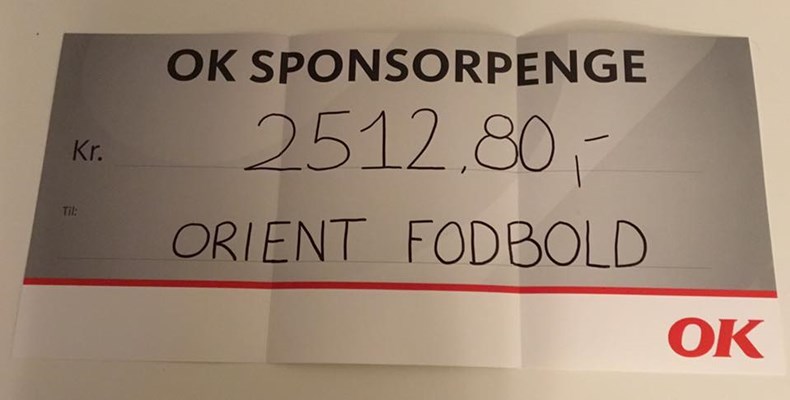 OK SPONSORPENGE
Kr. 2512,80,-
Til:
ORIENT FODBOLD
OK